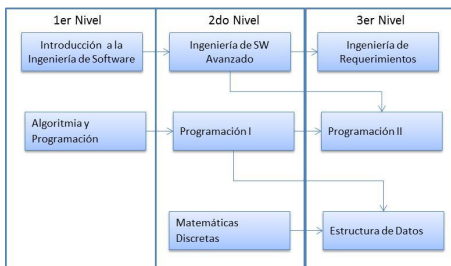 1er Nivel
2do Nivel
3er Nivel
Introducción a la
Ingeniería de Software
Ingeniería de SW
Avanzado
Ingeniería de
Requerimientos
Algoritmia y
Programación
Programación I
Programación II
Matemáticas
Discretas
Estructura de Datos